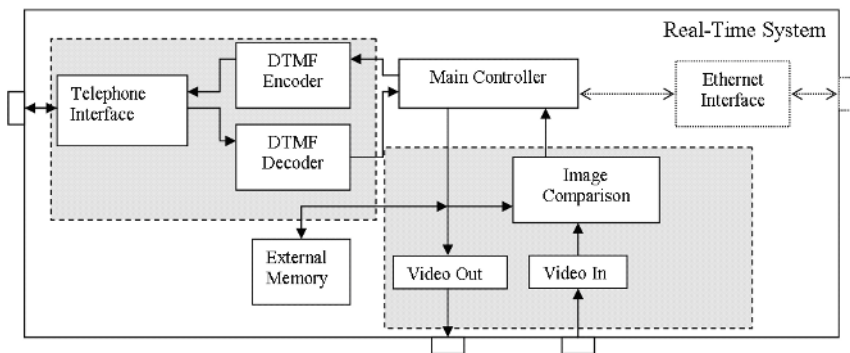 Real-Time System
DTMF
Encoder
Main Controller
Telephone
Interface
Ethernet
Interface
DTMF
Decoder
Image
Comparison
External
Memory
Video Out
Video In